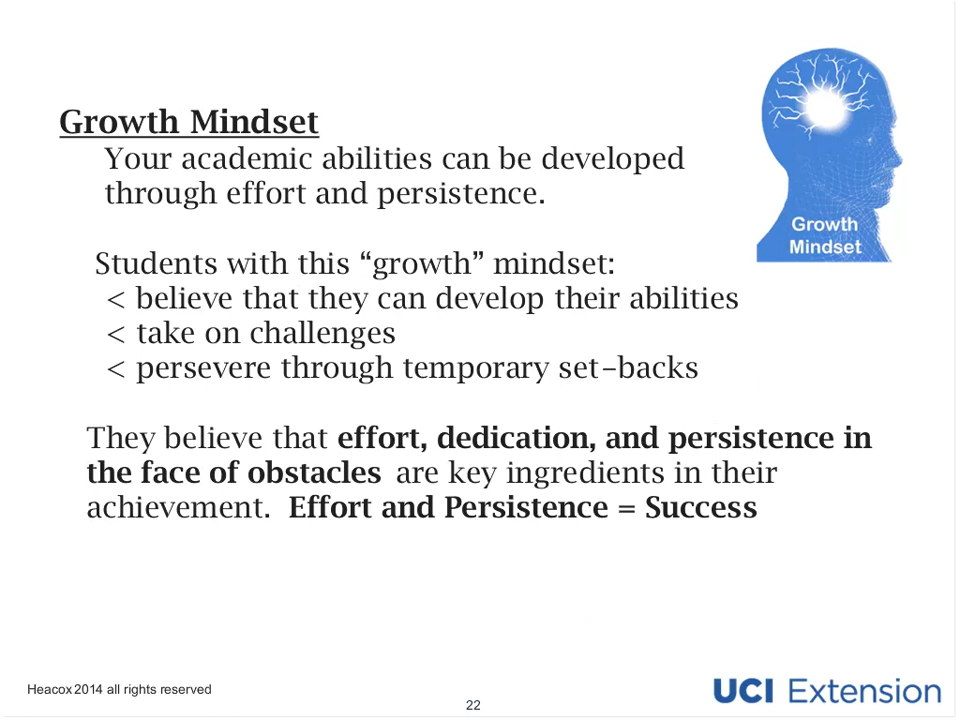 Growth Mindset
Your academic abilities can be developed
through effort and persistence.
Growth
Mindset
Students with this “growth” mindset:
< believe that they can develop their abilities
< take on challenges
< persevere through temporary set-backs
They believe that effort, dedication, and persistence in
the face of obstacles are key ingredients in their
achievement. Effort and Persistence = Success
Heacox 2014 all rights reserved
22
UCI Extension